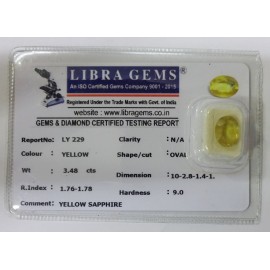 LIBRA GEMS
An ISO Certified Gems Company 9001 - 2015
Registered Under the Trade Marks with Govt. of India
www.libragems.co.in
GEMS & DIAMOND CERTIFIED TESTING REPORT
ReportNo: LY 229 Clarity : N/A
Colour : YELLOW Shape/cut : OVAL
Wt : 3.48 cts Dimension : 10-2.8-1.4-1.
R.Index : 1.76-1.78 Hardness : 9.0
Comment : YELLOW SAPPHIRE